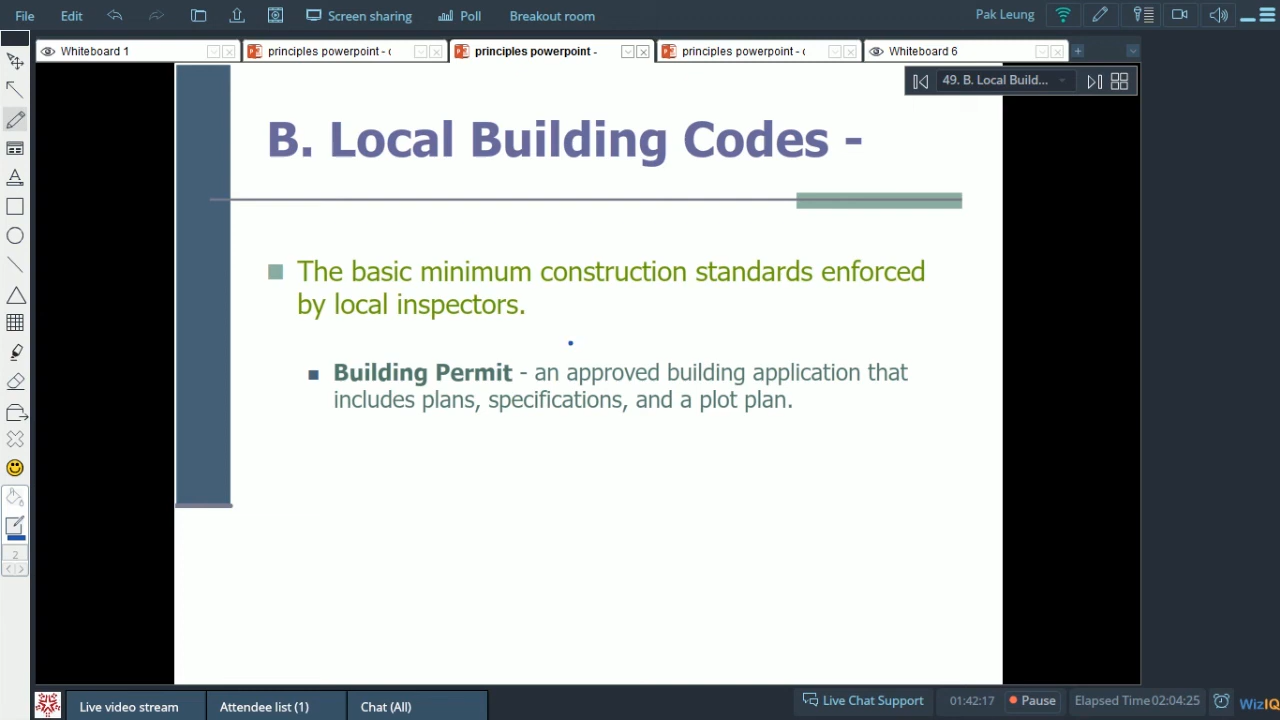 File Edit Screen sharing Poll Breakout room Pak Leung
Whiteboard 1 principles powerpoint - c principles powerpoint - principles powerpoint - c Whiteboard 6
49. B. Local Build...
B. Local Building Codes -
The basic minimum construction standards enforced
by local inspectors.
Building Permit - an approved building application that
includes plans, specifications, and a plot plan.
2
Live video stream Attendee list (1) Chat (All) Live Chat Support 01:42:17 Pause Elapsed Time 02:04:25 WizIQ